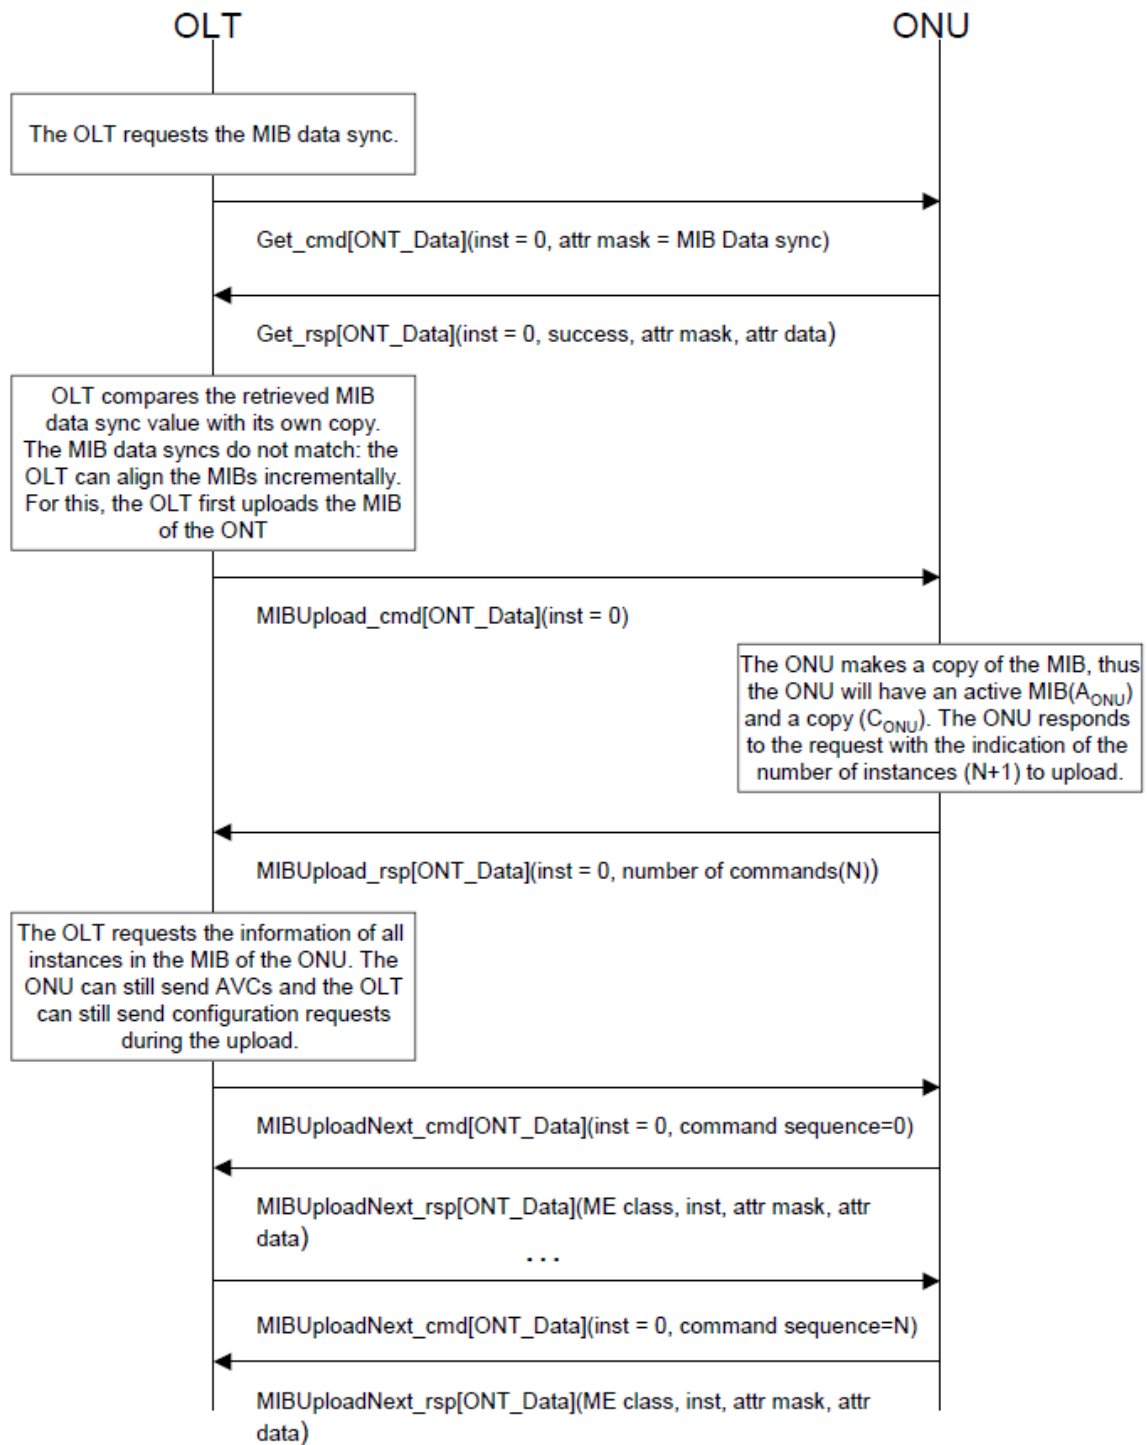 OLT ONU
The OLT requests the MIB data sync.
Get_cmd[ONT_Data](inst = 0, attr mask = MIB Data sync)
Get_rsp[ONT_Data](inst = 0, success, attr mask, attr data)
OLT compares the retrieved MIB
data sync value with its own copy.
The MIB data syncs do not match: the
OLT can align the MIBs incrementally.
For this, the OLT first uploads the MIB
of the ONT
MIBUpload_cmd[ONT_Data](inst = 0)
The ONU makes a copy of the MIB, thus
the ONU will have an active MIB(AONU)
and a copy (CONU). The ONU responds
to the request with the indication of the
number of instances (N+1) to upload.
MIBUpload_rsp[ONT_Data](inst = 0, number of commands(N))
The OLT requests the information of all
instances in the MIB of the ONU. The
ONU can still send AVCs and the OLT
can still send configuration requests
during the upload.
MIBUploadNext_cmd[ONT_Data](inst = 0, command sequence=0)
MIBUploadNext_rsp[ONT_Data](ME class, inst, attr mask, attr
data)
...
MIBUploadNext_cmd[ONT_Data](inst = 0, command sequence=N)
MIBUploadNext_rsp[ONT_Data](ME class, inst, attr mask, attr
data)